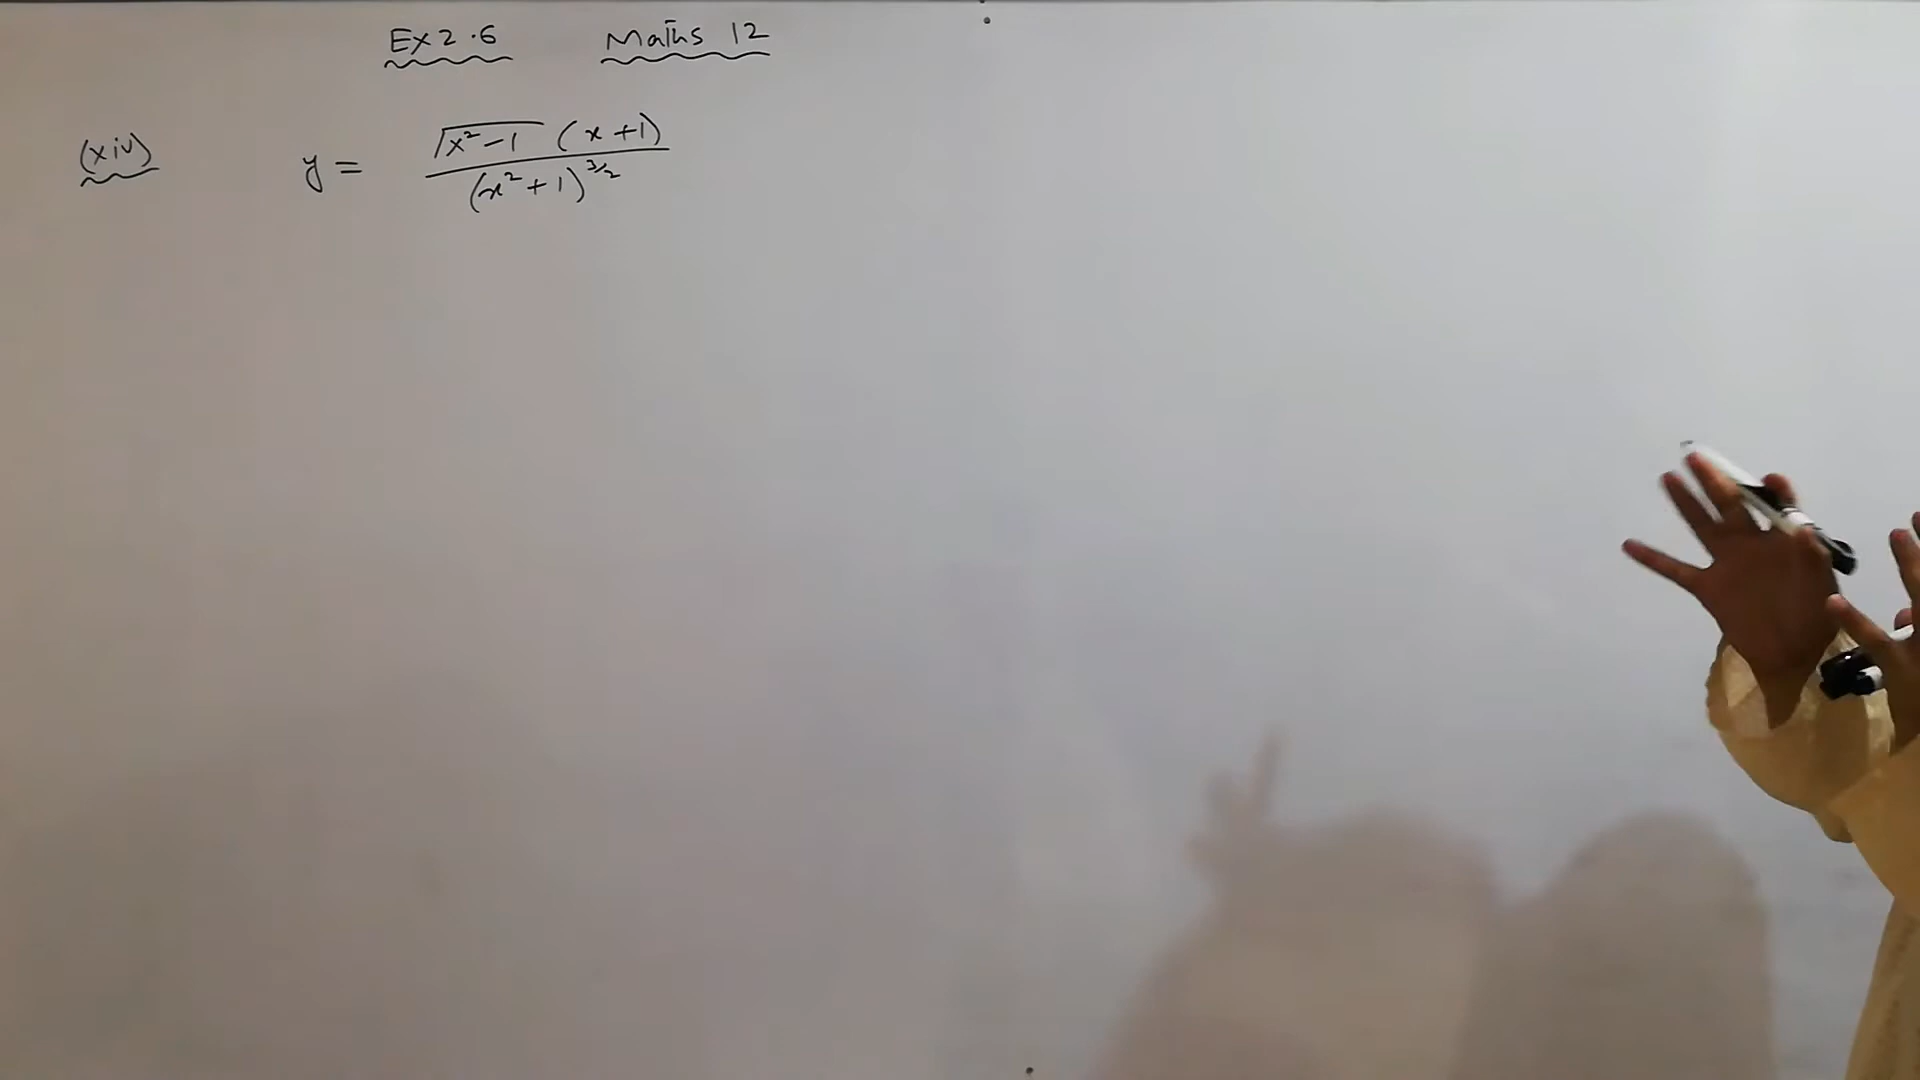 Ex 2.6 Maths 12
(xiv) y = √(x²-1) (x+1) / (x²+1)^3/2